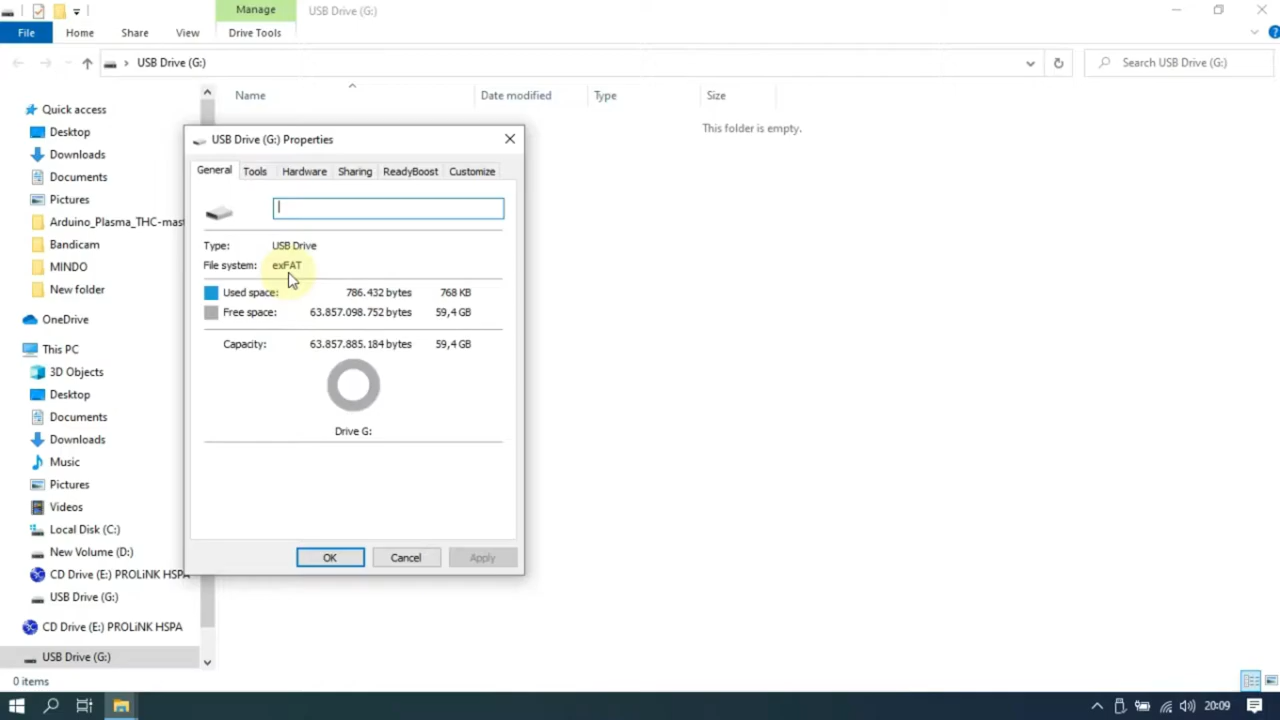 Manage
USB Drive (G:)
File
Home
Share
View
Drive Tools
USB Drive (G:)
Search USB Drive (G:)
Name
Date modified
Type
Size
This folder is empty.
Quick access
Desktop
Downloads
Documents
Pictures
Arduino_Plasma_THC-mast
Bandicam
MINDO
New folder
OneDrive
This PC
3D Objects
Desktop
Documents
Downloads
Music
Pictures
Videos
Local Disk (C:)
New Volume (D:)
CD Drive (E:) PROLiNK HSPA
USB Drive (G:)
CD Drive (E:) PROLiNK HSPA
USB Drive (G:)
USB Drive (G:) Properties
General
Tools
Hardware
Sharing
ReadyBoost
Customize
Type: USB Drive
File system: exFAT
Used space: 786.432 bytes 768 KB
Free space: 63.857.098.752 bytes 59,4 GB
Capacity: 63.857.885.184 bytes 59,4 GB
Drive G:
OK
Cancel
Apply
0 items
20:09